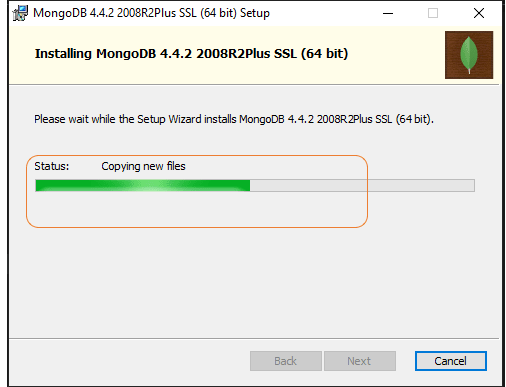 MongoDB 4.4.2 2008R2Plus SSL (64 bit) Setup
Installing MongoDB 4.4.2 2008R2Plus SSL (64 bit)
Please wait while the Setup Wizard installs MongoDB 4.4.2 2008R2Plus SSL (64 bit).
Status: Copying new files
Back Next Cancel